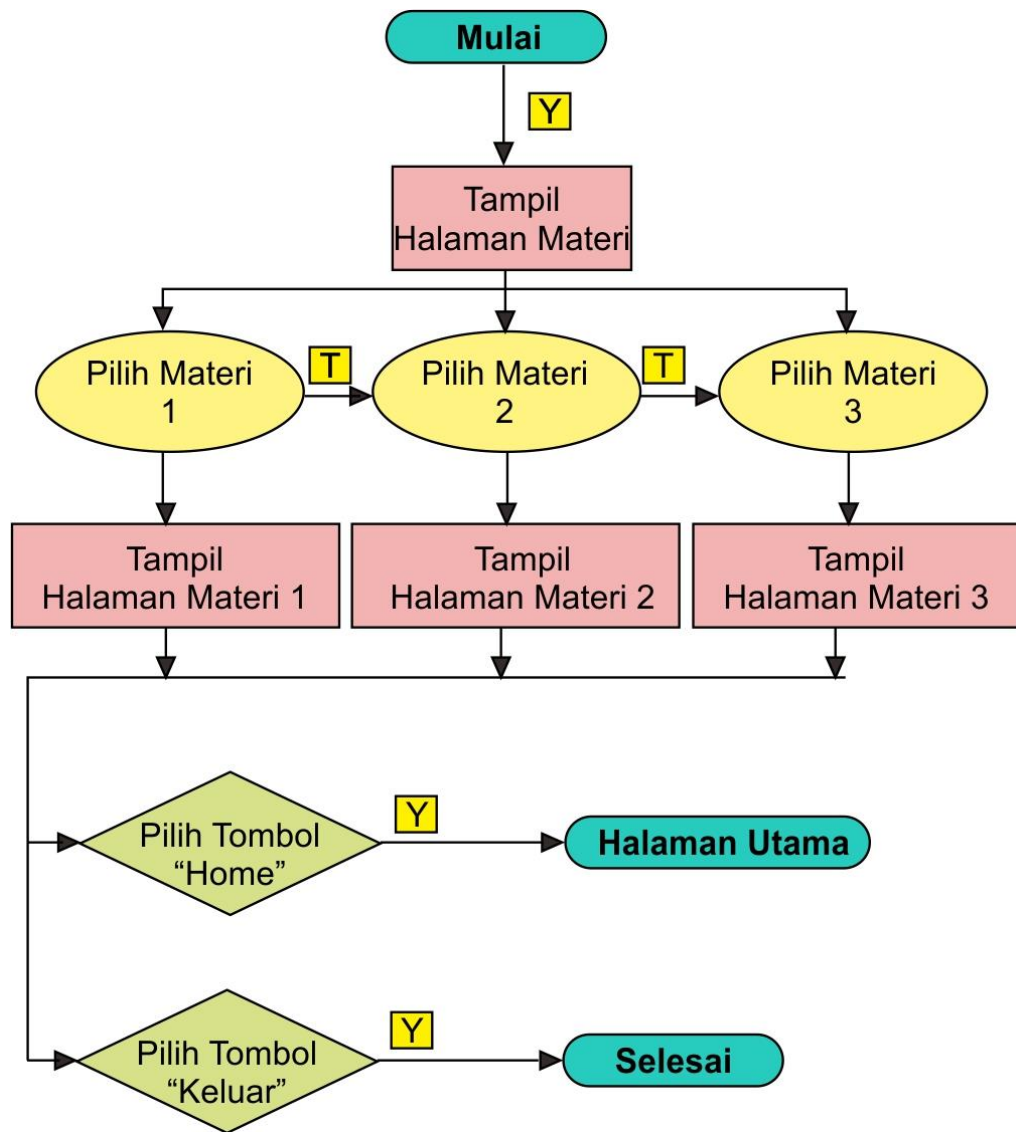 Mulai
Y
Tampil
Halaman Materi
Pilih Materi
1
T
Pilih Materi
2
T
Pilih Materi
3
Tampil
Halaman Materi 1
Tampil
Halaman Materi 2
Tampil
Halaman Materi 3
Pilih Tombol
“Home”
Y
Halaman Utama
Pilih Tombol
“Keluar”
Y
Selesai